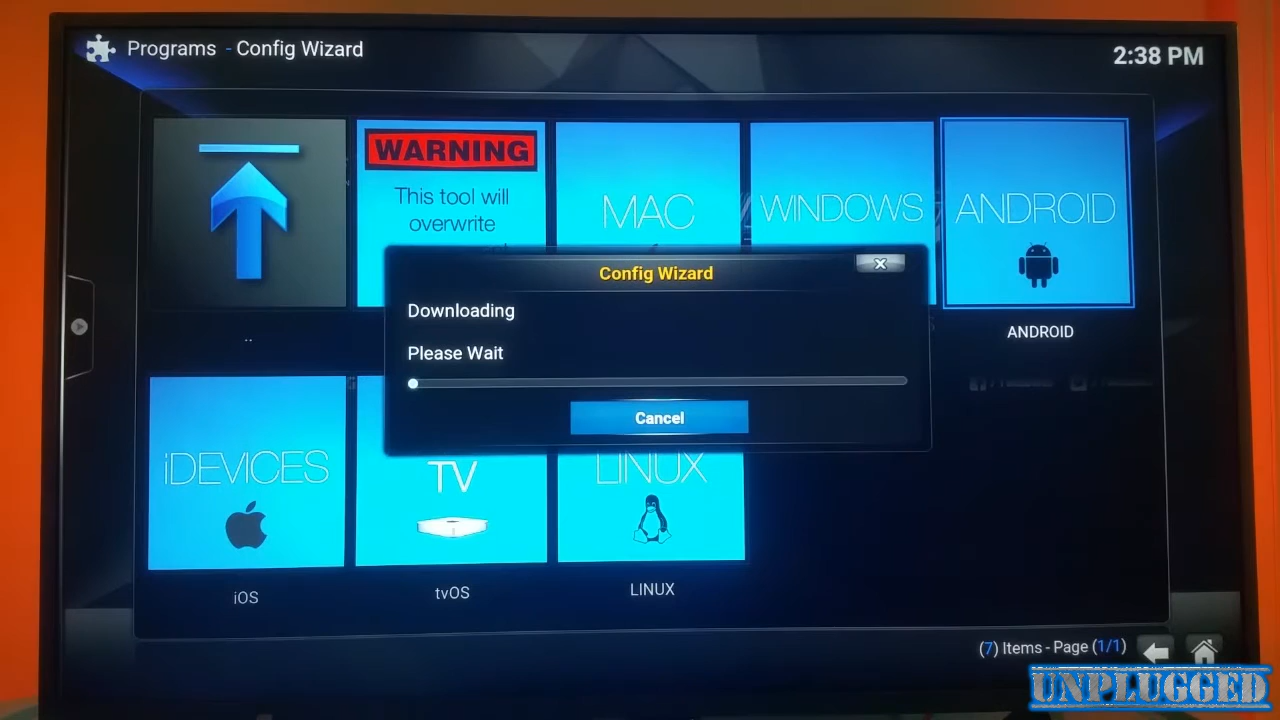 Programs - Config Wizard
2:38 PM
WARNING
This tool will
overwrite
MAC
WINDOWS
ANDROID
Config Wizard
Downloading
Please Wait
Cancel
..
ANDROID
iDEVICES
TV
LINUX
iOS
tvOS
LINUX
(7) Items - Page (1/1)
UNPLUGGED